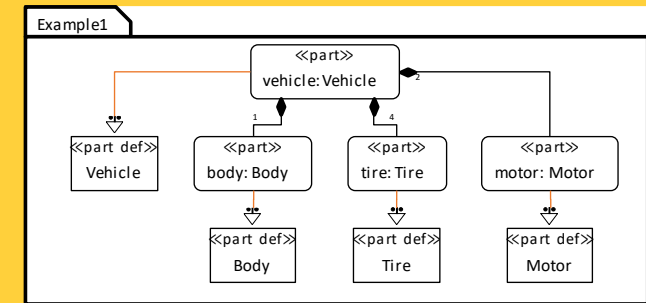 Example1
≪part≫
vehicle: Vehicle
2
1
4
≪part def≫
Vehicle
≪part≫
body: Body
≪part≫
tire: Tire
≪part≫
motor: Motor
≪part def≫
Body
≪part def≫
Tire
≪part def≫
Motor